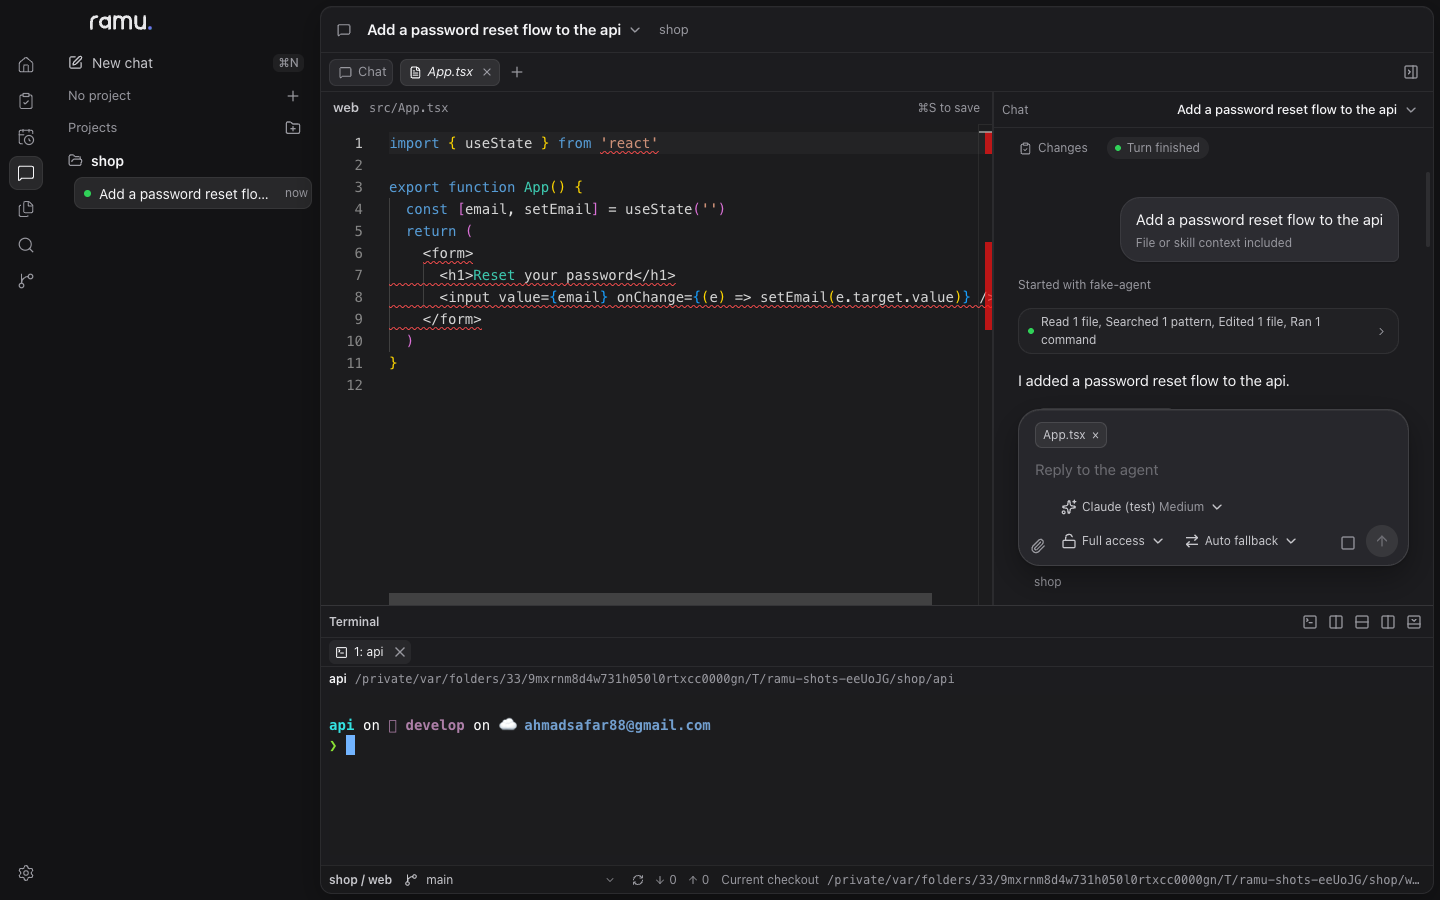 ramu.
New chat ⌘N
No project
Projects
shop
Add a password reset flo... now
Add a password reset flow to the api shop
Chat App.tsx
web src/App.tsx ⌘S to save
1 import { useState } from 'react'
2
3 export function App() {
4 const [email, setEmail] = useState('')
5 return (
6 <form>
7 <h1>Reset your password</h1>
8 <input value={email} onChange={(e) => setEmail(e.target.value)} />
9 </form>
10 )
11 }
12
Chat Add a password reset flow to the api
Changes Turn finished
Add a password reset flow to the api
File or skill context included
Started with fake-agent
Read 1 file, Searched 1 pattern, Edited 1 file, Ran 1
command
I added a password reset flow to the api.
App.tsx ×
Reply to the agent
Claude (test) Medium
Full access Auto fallback
shop
Terminal
1: api
api /private/var/folders/33/9mxrnm8d4w731h050l0rtxcc0000gn/T/ramu-shots-eeUoJG/shop/api
api on develop on ☁️ ahmadsafar88@gmail.com
❯
shop / web main ↓ 0 ↑ 0 Current checkout /private/var/folders/33/9mxrnm8d4w731h050l0rtxcc0000gn/T/ramu-shots-eeUoJG/shop/w…